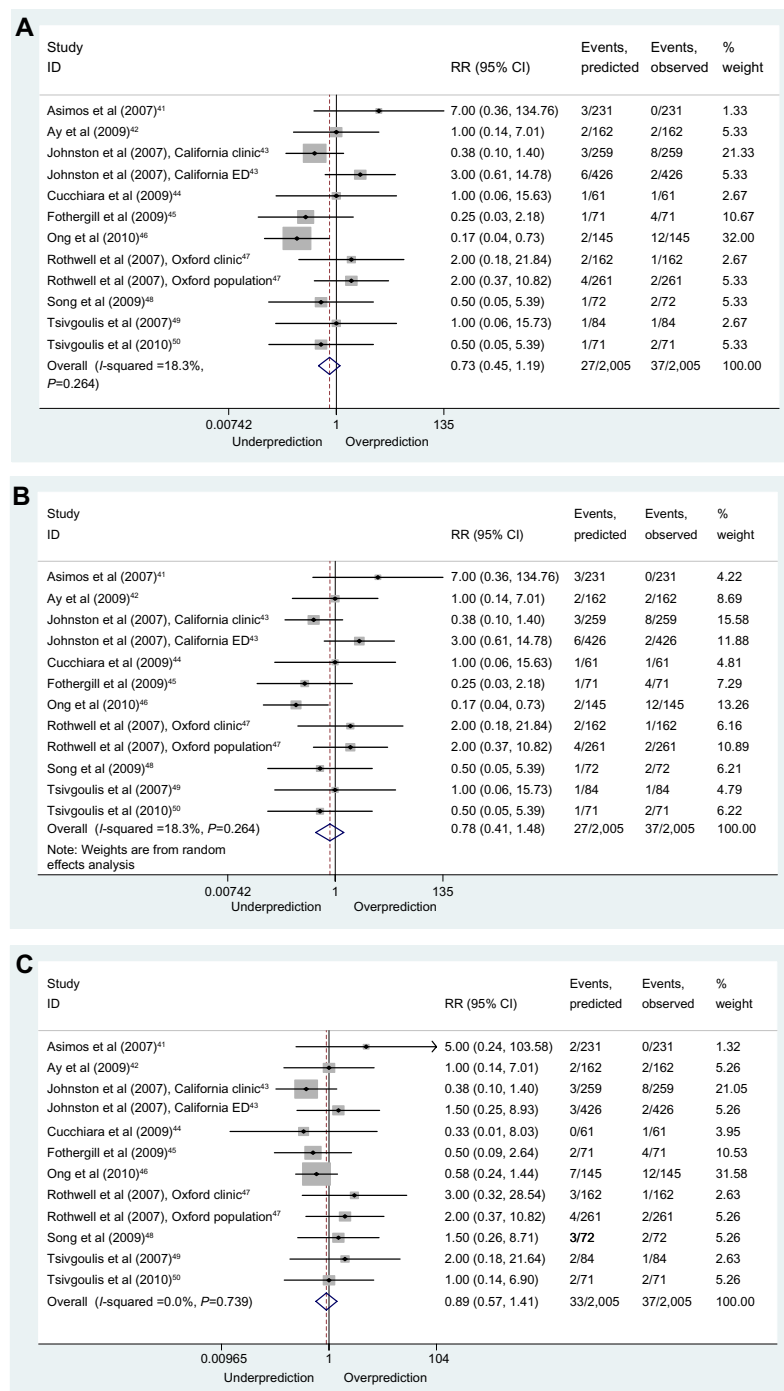 A
Study Events, Events, %
ID RR (95% CI) predicted observed weight
Asimos et al (2007)⁴¹ 7.00 (0.36, 134.76) 3/231 0/231 1.33
Ay et al (2009)⁴² 1.00 (0.14, 7.01) 2/162 2/162 5.33
Johnston et al (2007), California clinic⁴³ 0.38 (0.10, 1.40) 3/259 8/259 21.33
Johnston et al (2007), California ED⁴³ 3.00 (0.61, 14.78) 6/426 2/426 5.33
Cucchiara et al (2009)⁴⁴ 1.00 (0.06, 15.63) 1/61 1/61 2.67
Fothergill et al (2009)⁴⁵ 0.25 (0.03, 2.18) 1/71 4/71 10.67
Ong et al (2010)⁴⁶ 0.17 (0.04, 0.73) 2/145 12/145 32.00
Rothwell et al (2007), Oxford clinic⁴⁷ 2.00 (0.18, 21.84) 2/162 1/162 2.67
Rothwell et al (2007), Oxford population⁴⁷ 2.00 (0.37, 10.82) 4/261 2/261 5.33
Song et al (2009)⁴⁸ 0.50 (0.05, 5.39) 1/72 2/72 5.33
Tsivgoulis et al (2007)⁴⁹ 1.00 (0.06, 15.73) 1/84 1/84 2.67
Tsivgoulis et al (2010)⁵⁰ 0.50 (0.05, 5.39) 1/71 2/71 5.33
Overall (I-squared =18.3%, 0.73 (0.45, 1.19) 27/2,005 37/2,005 100.00
P=0.264)
0.00742 1 135
Underprediction Overprediction
B
Study Events, Events, %
ID RR (95% CI) predicted observed weight
Asimos et al (2007)⁴¹ 7.00 (0.36, 134.76) 3/231 0/231 4.22
Ay et al (2009)⁴² 1.00 (0.14, 7.01) 2/162 2/162 8.69
Johnston et al (2007), California clinic⁴³ 0.38 (0.10, 1.40) 3/259 8/259 15.58
Johnston et al (2007), California ED⁴³ 3.00 (0.61, 14.78) 6/426 2/426 11.88
Cucchiara et al (2009)⁴⁴ 1.00 (0.06, 15.63) 1/61 1/61 4.81
Fothergill et al (2009)⁴⁵ 0.25 (0.03, 2.18) 1/71 4/71 7.29
Ong et al (2010)⁴⁶ 0.17 (0.04, 0.73) 2/145 12/145 13.26
Rothwell et al (2007), Oxford clinic⁴⁷ 2.00 (0.18, 21.84) 2/162 1/162 6.16
Rothwell et al (2007), Oxford population⁴⁷ 2.00 (0.37, 10.82) 4/261 2/261 10.89
Song et al (2009)⁴⁸ 0.50 (0.05, 5.39) 1/72 2/72 6.21
Tsivgoulis et al (2007)⁴⁹ 1.00 (0.06, 15.73) 1/84 1/84 4.79
Tsivgoulis et al (2010)⁵⁰ 0.50 (0.05, 5.39) 1/71 2/71 6.22
Overall (I-squared =18.3%, P=0.264) 0.78 (0.41, 1.48) 27/2,005 37/2,005 100.00
Note: Weights are from random
effects analysis
0.00742 1 135
Underprediction Overprediction
C
Study Events, Events, %
ID RR (95% CI) predicted observed weight
Asimos et al (2007)⁴¹ 5.00 (0.24, 103.58) 2/231 0/231 1.32
Ay et al (2009)⁴² 1.00 (0.14, 7.01) 2/162 2/162 5.26
Johnston et al (2007), California clinic⁴³ 0.38 (0.10, 1.40) 3/259 8/259 21.05
Johnston et al (2007), California ED⁴³ 1.50 (0.25, 8.93) 3/426 2/426 5.26
Cucchiara et al (2009)⁴⁴ 0.33 (0.01, 8.03) 0/61 1/61 3.95
Fothergill et al (2009)⁴⁵ 0.50 (0.09, 2.64) 2/71 4/71 10.53
Ong et al (2010)⁴⁶ 0.58 (0.24, 1.44) 7/145 12/145 31.58
Rothwell et al (2007), Oxford clinic⁴⁷ 3.00 (0.32, 28.54) 3/162 1/162 2.63
Rothwell et al (2007), Oxford population⁴⁷ 2.00 (0.37, 10.82) 4/261 2/261 5.26
Song et al (2009)⁴⁸ 1.50 (0.26, 8.71) 3/72 2/72 5.26
Tsivgoulis et al (2007)⁴⁹ 2.00 (0.18, 21.64) 2/84 1/84 2.63
Tsivgoulis et al (2010)⁵⁰ 1.00 (0.14, 6.90) 2/71 2/71 5.26
Overall (I-squared =0.0%, P=0.739) 0.89 (0.57, 1.41) 33/2,005 37/2,005 100.00
0.00965 1 104
Underprediction Overprediction